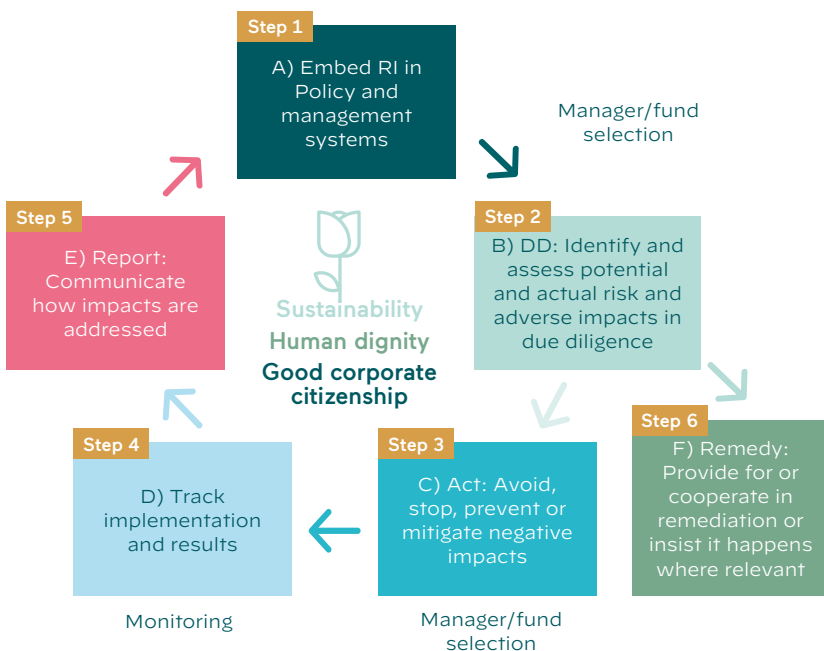 Step 1
A) Embed RI in
Policy and
management
systems
Manager/fund
selection
Step 2
B) DD: Identify and
assess potential
and actual risk and
adverse impacts in
due diligence
Step 5
E) Report:
Communicate
how impacts are
addressed
Sustainability
Human dignity
Good corporate
citizenship
Step 4
D) Track
implementation
and results
Monitoring
Step 3
C) Act: Avoid,
stop, prevent or
mitigate negative
impacts
Manager/fund
selection
Step 6
F) Remedy:
Provide for or
cooperate in
remediation or
insist it happens
where relevant